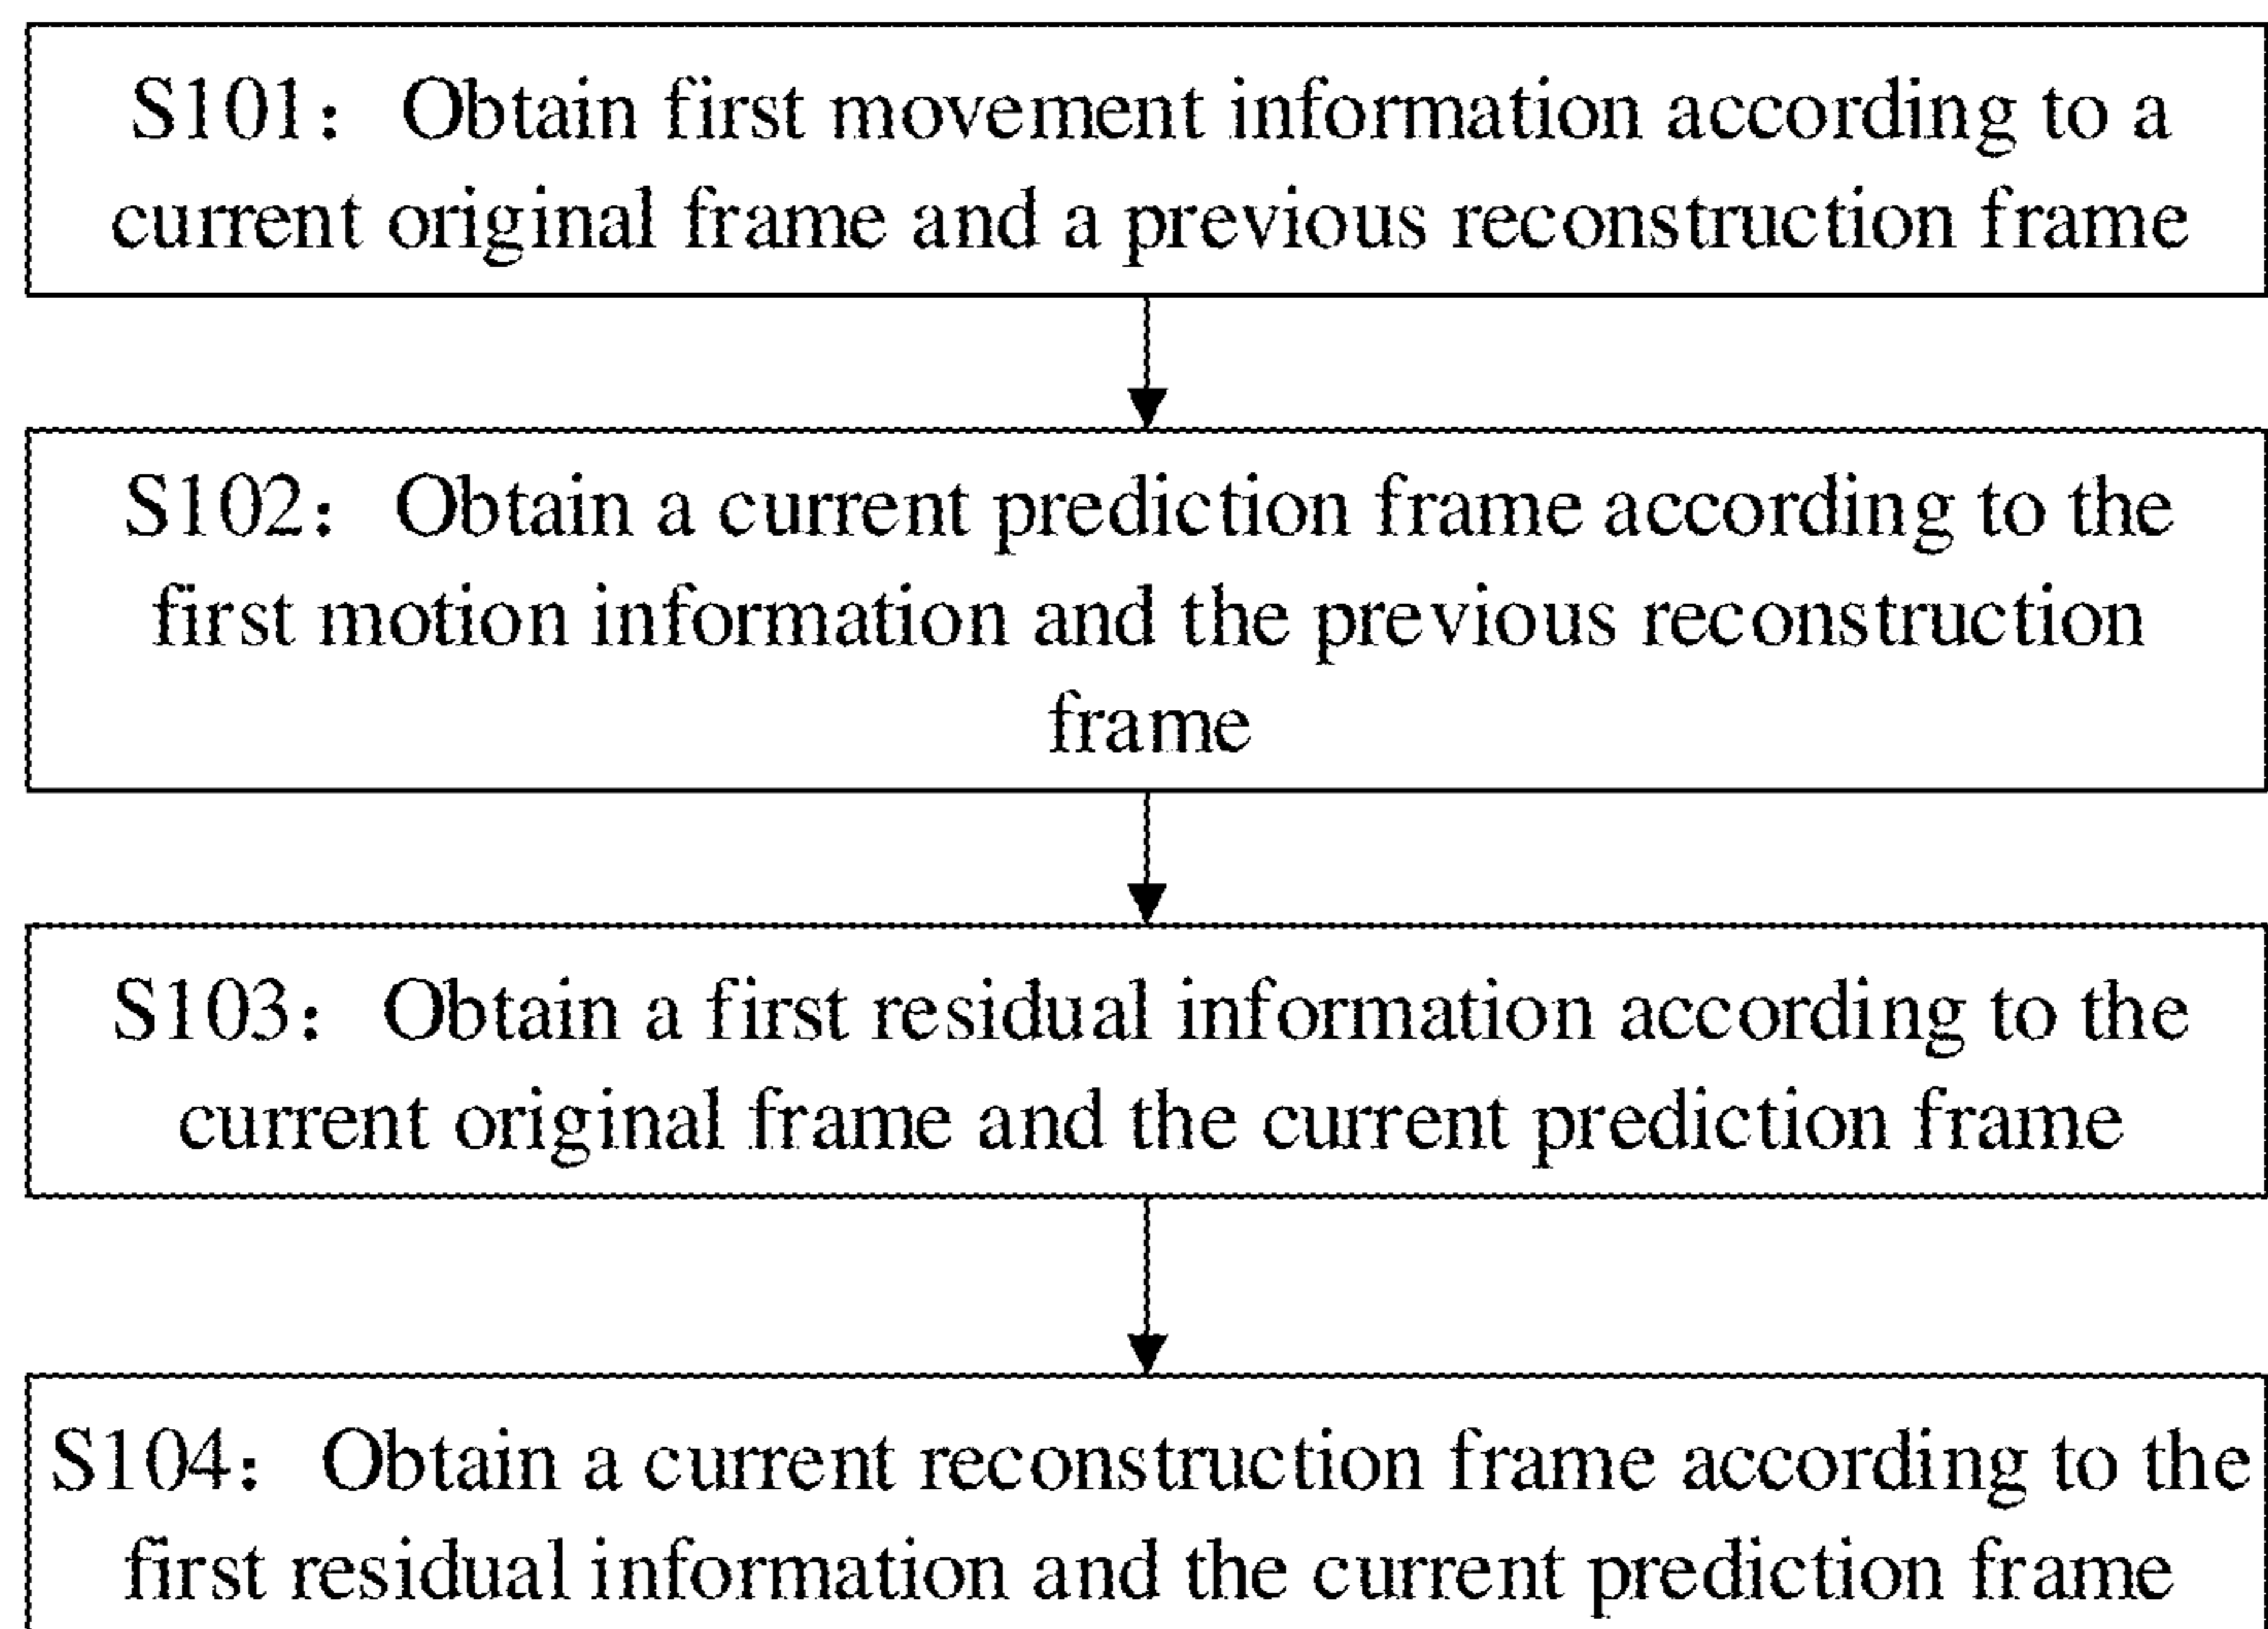 S101： Obtain first movement information according to a
current original frame and a previous reconstruction frame
S102： Obtain a current prediction frame according to the
first motion information and the previous reconstruction
frame
S103： Obtain a first residual information according to the
current original frame and the current prediction frame
S104： Obtain a current reconstruction frame according to the
first residual information and the current prediction frame